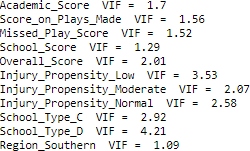 Academic_Score VIF = 1.7
Score_on_Plays_Made VIF = 1.56
Missed_Play_Score VIF = 1.52
School_Score VIF = 1.29
Overall_Score VIF = 2.01
Injury_Propensity_Low VIF = 3.53
Injury_Propensity_Moderate VIF = 2.07
Injury_Propensity_Normal VIF = 2.58
School_Type_C VIF = 2.92
School_Type_D VIF = 4.21
Region_Southern VIF = 1.09